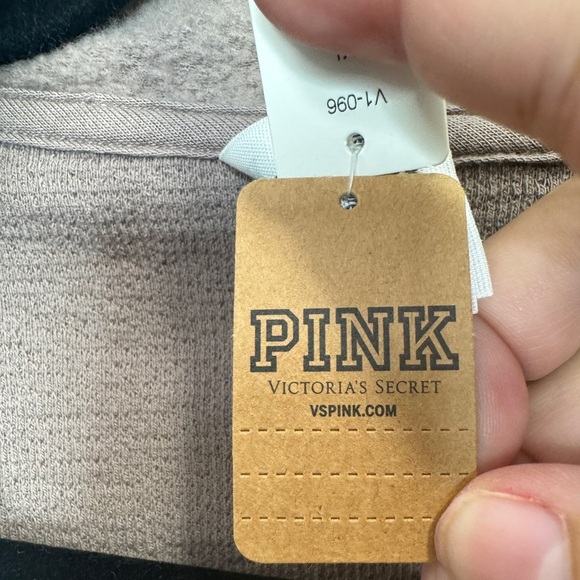 V1-096
PINK
VICTORIA'S SECRET
VSPINK.COM